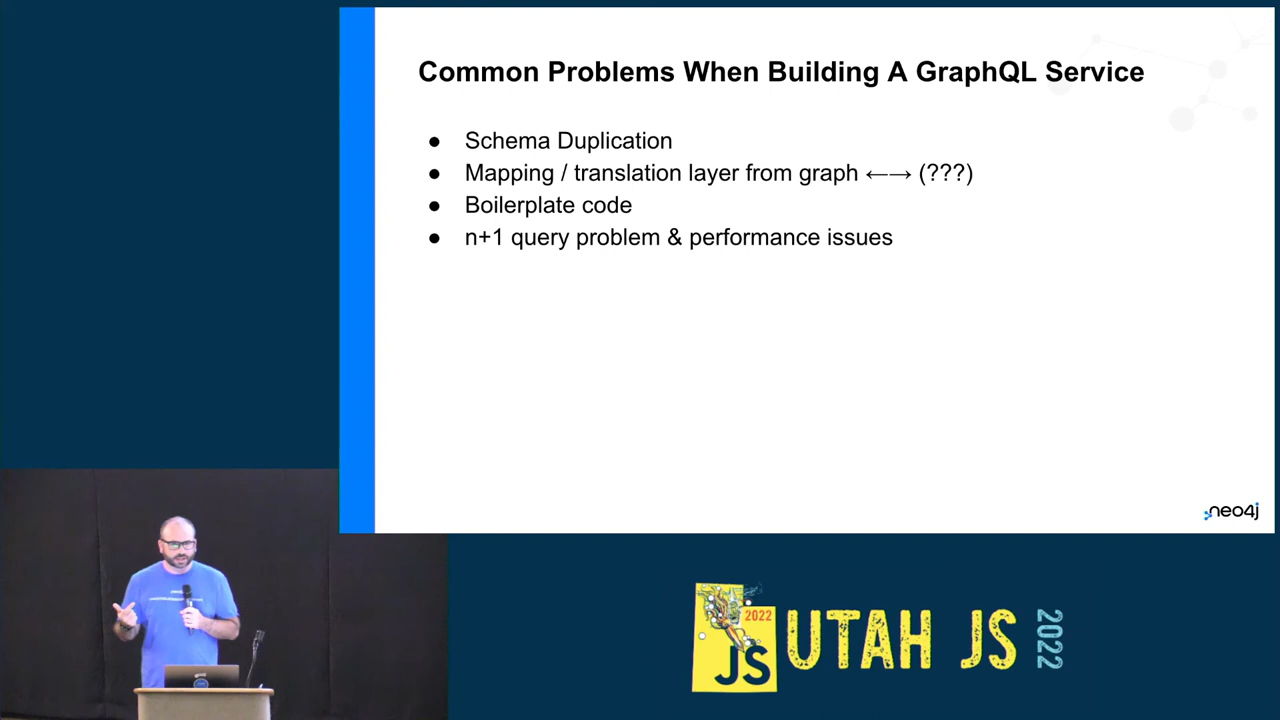 Common Problems When Building A GraphQL Service
● Schema Duplication
● Mapping / translation layer from graph ←→ (???)
● Boilerplate code
● n+1 query problem & performance issues
neo4j
2022
JS
UTAH JS 2022